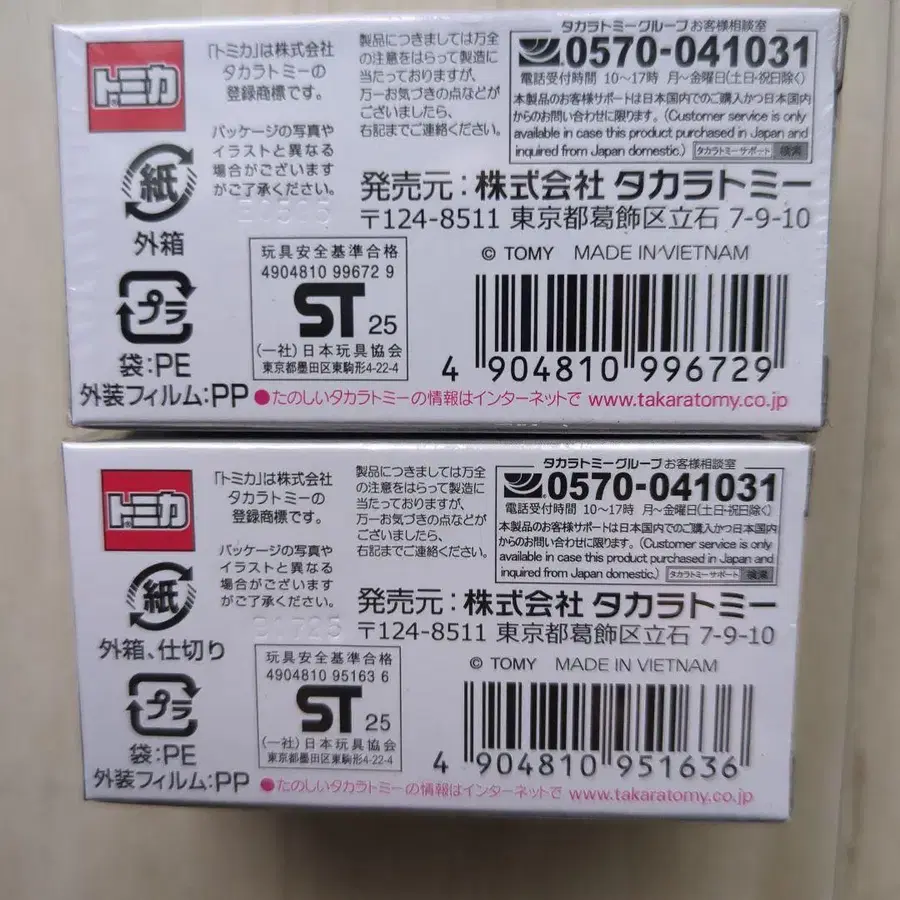 トミカ
「トミカ」は株式会社
タカラトミーの
登録商標です。
パッケージの写真や
イラストと異なる
場合がございます
がご了承ください。
製品につきましては万全
の注意をはらって製造に
当たっておりますが、
万一お気づきの点などが
ございましたら、
右記までご連絡ください。
タカラトミーグループ お客様相談室
0570-041031
電話受付時間 10〜17時 月〜金曜日(土日・祝日除く)
本製品のお客様サポートは日本国内でのご購入かつ日本国内
からのお問い合わせに限ります。(Customer service is only
available in case this product purchased in Japan and
inquired from Japan domestic.) タカラトミーサポート 検索
発売元:株式会社 タカラトミー
〒124-8511 東京都葛飾区立石 7-9-10
© TOMY MADE IN VIETNAM
紙
外箱
プラ
袋:PE
外装フィルム:PP
玩具安全基準合格
4904810 99672 9
ST 25
(一社)日本玩具協会
東京都墨田区東駒形4-22-4
4 904810 996729
●たのしいタカラトミーの情報はインターネットで www.takaratomy.co.jp
トミカ
「トミカ」は株式会社
タカラトミーの
登録商標です。
パッケージの写真や
イラストと異なる
場合がございます
がご了承ください。
製品につきましては万全
の注意をはらって製造に
当たっておりますが、
万一お気づきの点などが
ございましたら、
右記までご連絡ください。
タカラトミーグループ お客様相談室
0570-041031
電話受付時間 10〜17時 月〜金曜日(土日・祝日除く)
本製品のお客様サポートは日本国内でのご購入かつ日本国内
からのお問い合わせに限ります。(Customer service is only
available in case this product purchased in Japan and
inquired from Japan domestic.) タカラトミーサポート 検索
発売元:株式会社 タカラトミー
〒124-8511 東京都葛飾区立石 7-9-10
© TOMY MADE IN VIETNAM
紙
外箱、仕切り
プラ
袋:PE
外装フィルム:PP
玩具安全基準合格
4904810 95163 6
ST 25
(一社)日本玩具協会
東京都墨田区東駒形4-22-4
4 904810 951636
●たのしいタカラトミーの情報はインターネットで www.takaratomy.co.jp